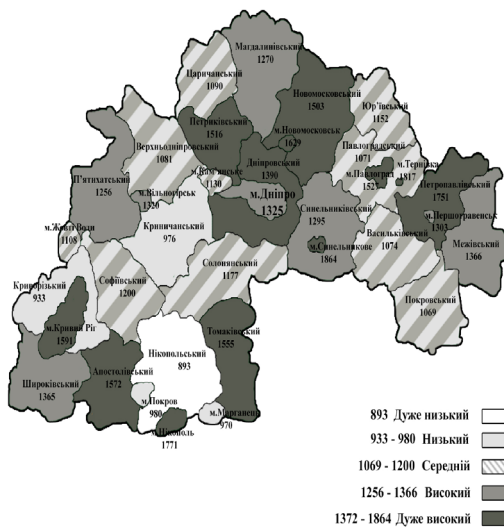 Магдалинівський
1270
Царичанський
1090
Новомосковський
1503
Юр'ївський
1152
Петриківський
1516
м.Новомосковськ
1629
Верхньодніпровський
1081
Павлоградський
1071
м.Тернівка
1817
м.Кам'янське
1130
Дніпровський
1390
м.Павлоград
1527
П'ятихатський
1256
м.Вільногірськ
1320
м.Дніпро
1325
Петропавлівський
1751
Синельниківський
1295
м.Першотравенськ
1303
м.Жовті Води
1108
Криничанський
976
Васильківський
1074
Межівський
1366
м.Синельникове
1864
Солонянський
1177
Софіївський
1200
Криворізький
933
Покровський
1069
м.Кривий Ріг
1591
Томаківський
1555
Нікопольський
893
Апостолівський
1572
Широківський
1365
м.Покров
980
м.Марганець
970
м.Нікополь
1771
893 Дуже низький
933 - 980 Низький
1069 - 1200 Середній
1256 - 1366 Високий
1372 - 1864 Дуже високий